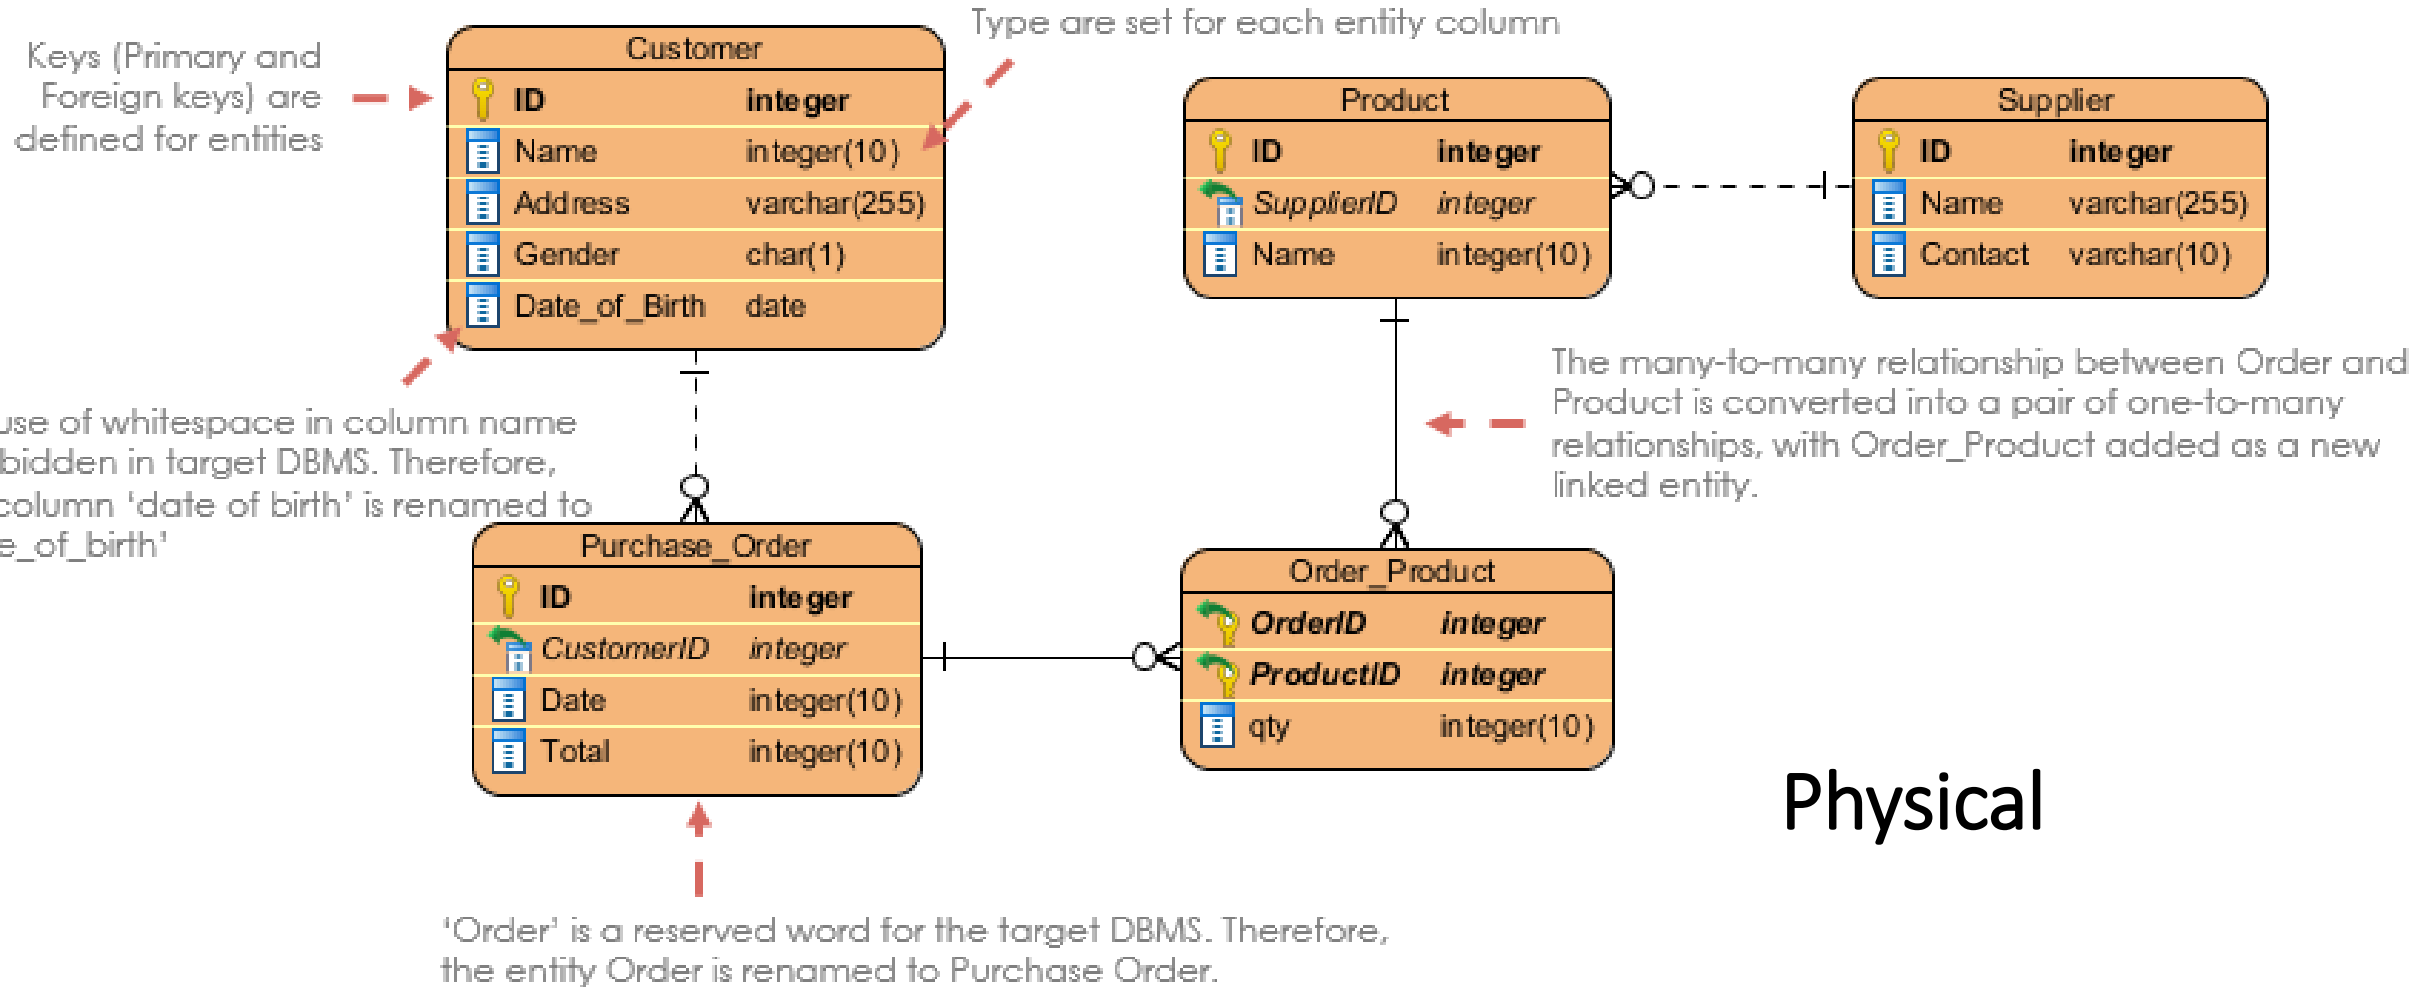 Type are set for each entity column
Keys (Primary and
Foreign keys) are
defined for entities
Customer
ID integer
Name integer(10)
Address varchar(255)
Gender char(1)
Date_of_Birth date
Product
ID integer
SupplierID integer
Name integer(10)
Supplier
ID integer
Name varchar(255)
Contact varchar(10)
The many-to-many relationship between Order and
Product is converted into a pair of one-to-many
relationships, with Order_Product added as a new
linked entity.
use of whitespace in column name
bidden in target DBMS. Therefore,
column ‘date of birth’ is renamed to
e_of_birth’
Purchase_Order
ID integer
CustomerID integer
Date integer(10)
Total integer(10)
Order_Product
OrderID integer
ProductID integer
qty integer(10)
Physical
‘Order’ is a reserved word for the target DBMS. Therefore,
the entity Order is renamed to Purchase Order.